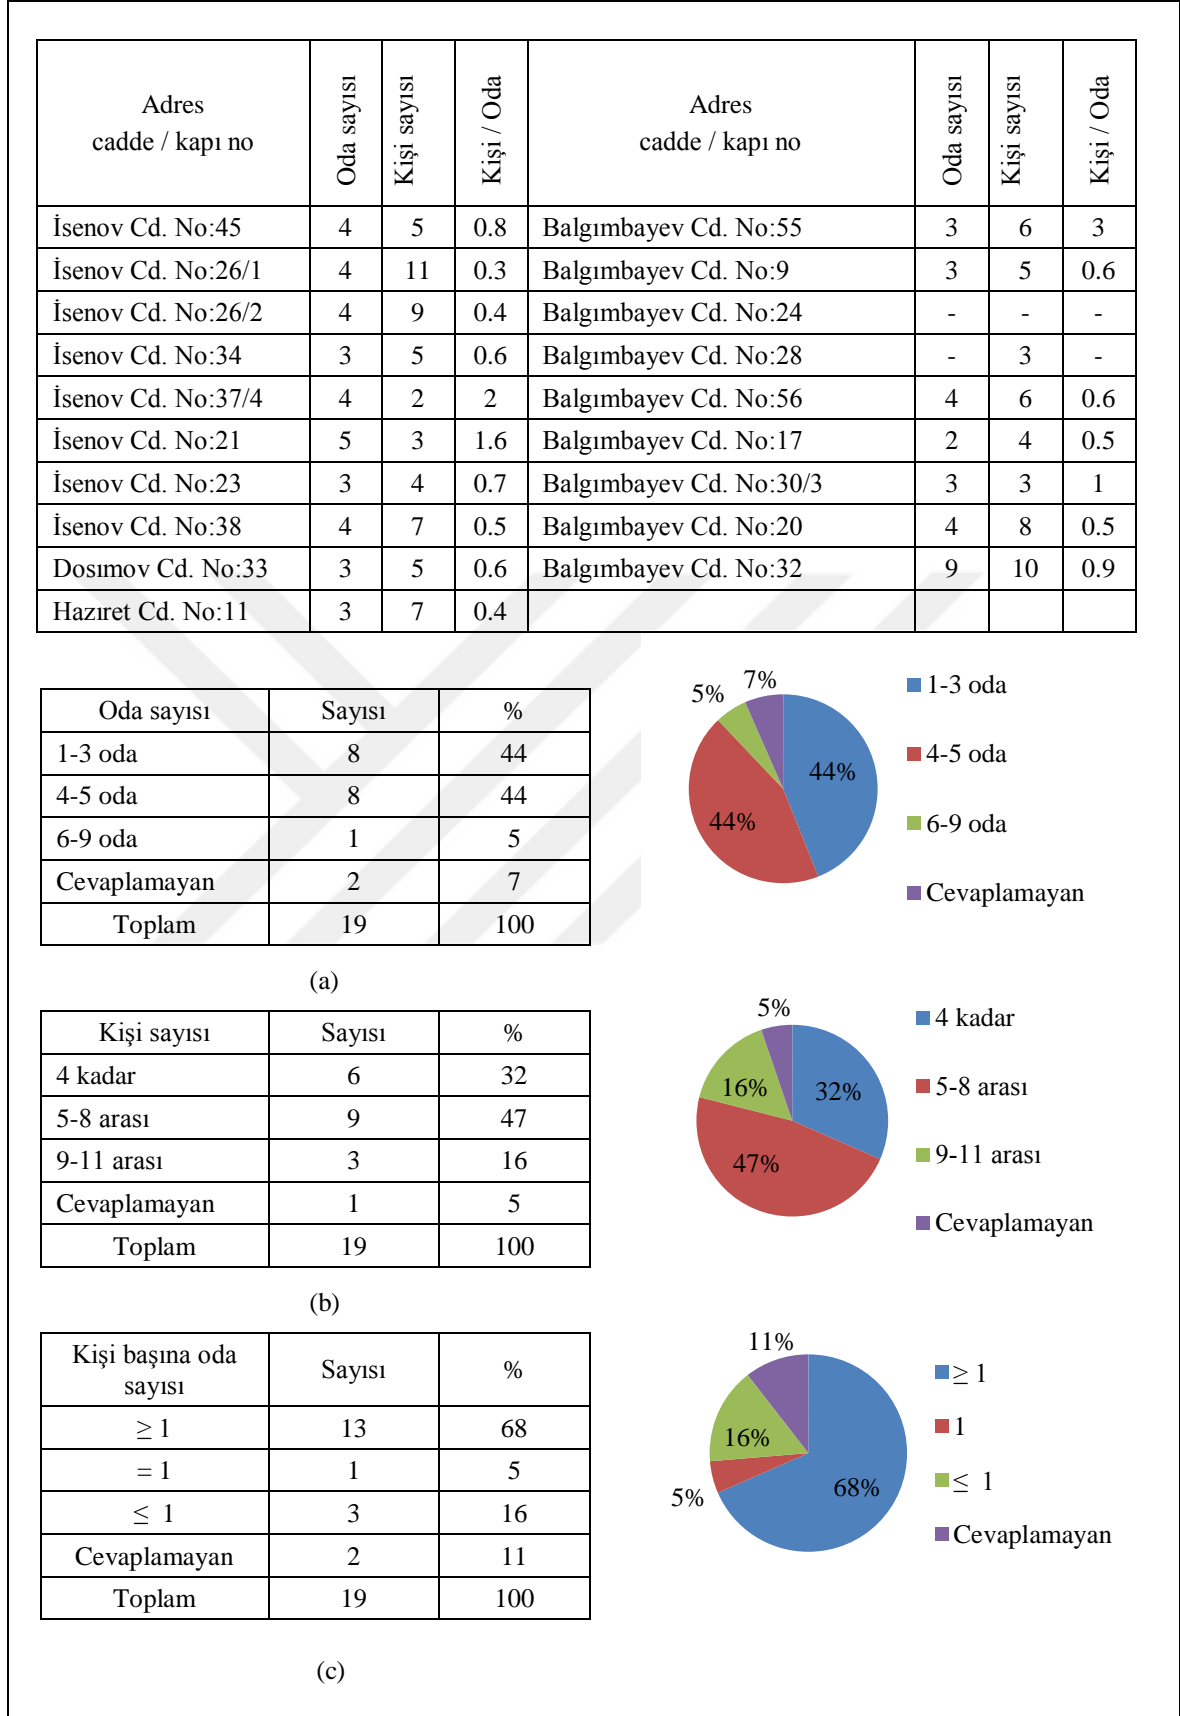 Adres cadde / kapı no | Oda sayısı | Kişi sayısı | Kişi / Oda | Adres cadde / kapı no | Oda sayısı | Kişi sayısı | Kişi / Oda
İsenov Cd. No:45 | 4 | 5 | 0.8 | Balgımbayev Cd. No:55 | 3 | 6 | 3
İsenov Cd. No:26/1 | 4 | 11 | 0.3 | Balgımbayev Cd. No:9 | 3 | 5 | 0.6
İsenov Cd. No:26/2 | 4 | 9 | 0.4 | Balgımbayev Cd. No:24 | - | - | -
İsenov Cd. No:34 | 3 | 5 | 0.6 | Balgımbayev Cd. No:28 | - | 3 | -
İsenov Cd. No:37/4 | 4 | 2 | 2 | Balgımbayev Cd. No:56 | 4 | 6 | 0.6
İsenov Cd. No:21 | 5 | 3 | 1.6 | Balgımbayev Cd. No:17 | 2 | 4 | 0.5
İsenov Cd. No:23 | 3 | 4 | 0.7 | Balgımbayev Cd. No:30/3 | 3 | 3 | 1
İsenov Cd. No:38 | 4 | 7 | 0.5 | Balgımbayev Cd. No:20 | 4 | 8 | 0.5
Dosımov Cd. No:33 | 3 | 5 | 0.6 | Balgımbayev Cd. No:32 | 9 | 10 | 0.9
Hazıret Cd. No:11 | 3 | 7 | 0.4
Oda sayısı | Sayısı | %
1-3 oda | 8 | 44
4-5 oda | 8 | 44
6-9 oda | 1 | 5
Cevaplamayan | 2 | 7
Toplam | 19 | 100
(a)
5%
7%
44%
44%
1-3 oda
4-5 oda
6-9 oda
Cevaplamayan
Kişi sayısı | Sayısı | %
4 kadar | 6 | 32
5-8 arası | 9 | 47
9-11 arası | 3 | 16
Cevaplamayan | 1 | 5
Toplam | 19 | 100
(b)
5%
16%
32%
47%
4 kadar
5-8 arası
9-11 arası
Cevaplamayan
Kişi başına oda sayısı | Sayısı | %
≥ 1 | 13 | 68
= 1 | 1 | 5
≤ 1 | 3 | 16
Cevaplamayan | 2 | 11
Toplam | 19 | 100
(c)
11%
16%
5%
68%
≥ 1
1
≤ 1
Cevaplamayan